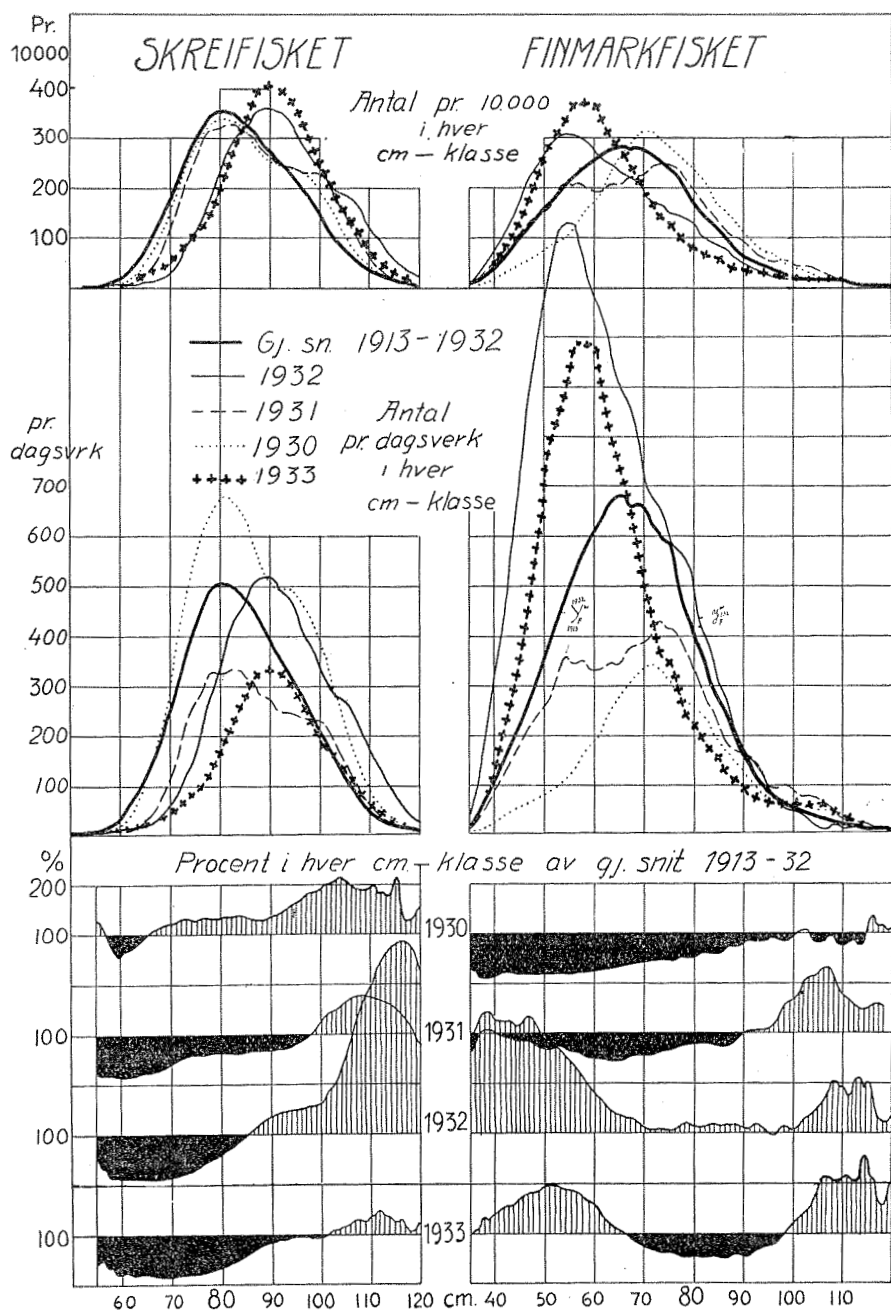 Pr.
10000
SKREIFISKET
FINMARKFISKET
400
300
200
100
Antal pr. 10.000
i hver
cm – klasse
Gj. sn. 1913 – 1932
1932
1931
1930
1933
Antal
pr. dagsverk
i hver
cm – klasse
pr.
dagsvrk
700
600
500
400
300
200
100
%
Procent i hver cm. – klasse av gj. snit 1913 – 32
200
100
1930
100
1931
100
1932
100
1933
60 80 100 120 cm. 40 50 60 70 80 90 100 110